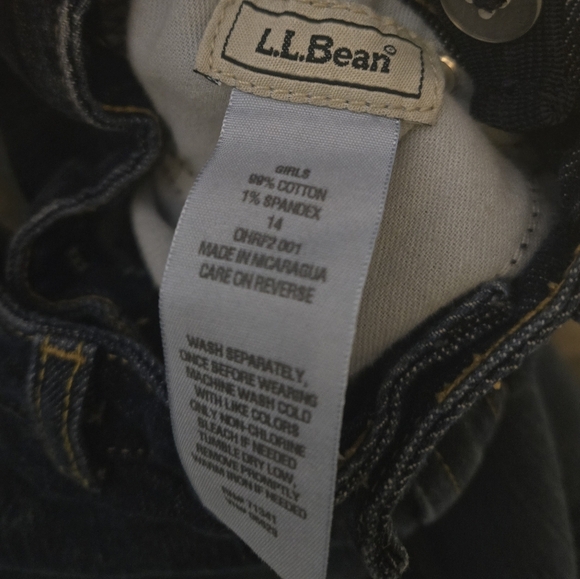 L.L.Bean®
GIRLS
99% COTTON
1% SPANDEX
14
OHRF2 001
MADE IN NICARAGUA
CARE ON REVERSE
WASH SEPARATELY,
ONCE BEFORE WEARING
MACHINE WASH COLD
WITH LIKE COLORS
ONLY NON-CHLORINE
BLEACH IF NEEDED
TUMBLE DRY LOW,
REMOVE PROMPTLY
WARM IRON IF NEEDED
RN# 71341